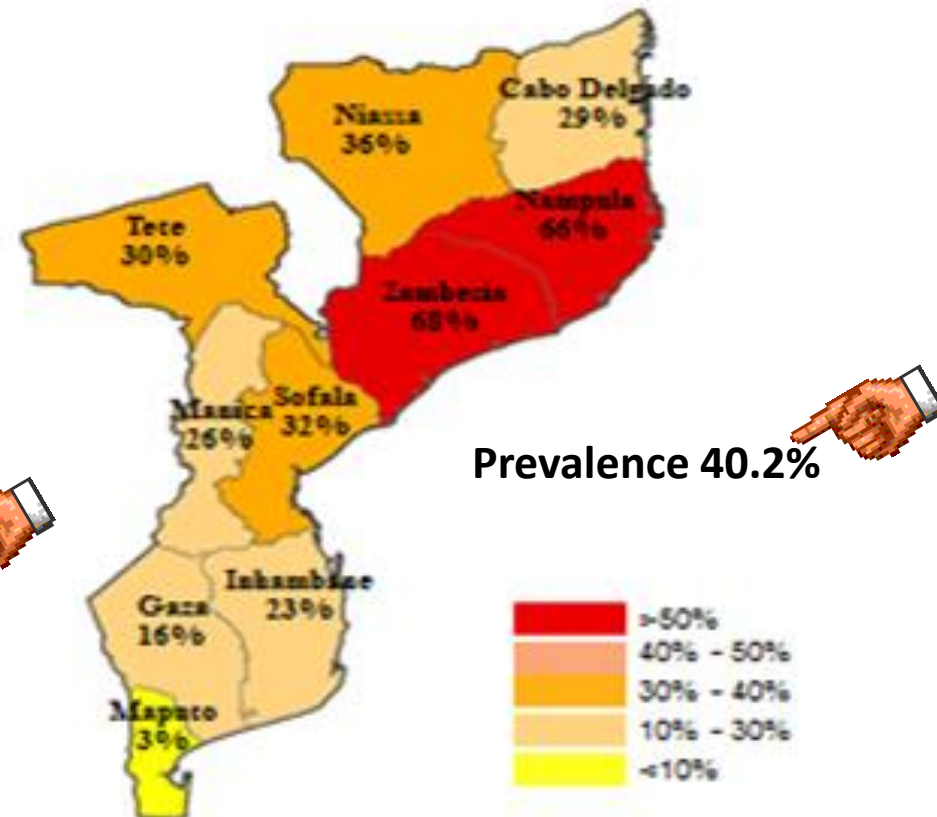 Cabo Delgado
29%
Niassa
36%
Nampula
66%
Tete
30%
Zambezia
68%
Sofala
32%
Manica
26%
Prevalence 40.2%
Inhambane
23%
Gaza
16%
Maputo
3%
>50%
40% - 50%
30% - 40%
10% - 30%
<10%